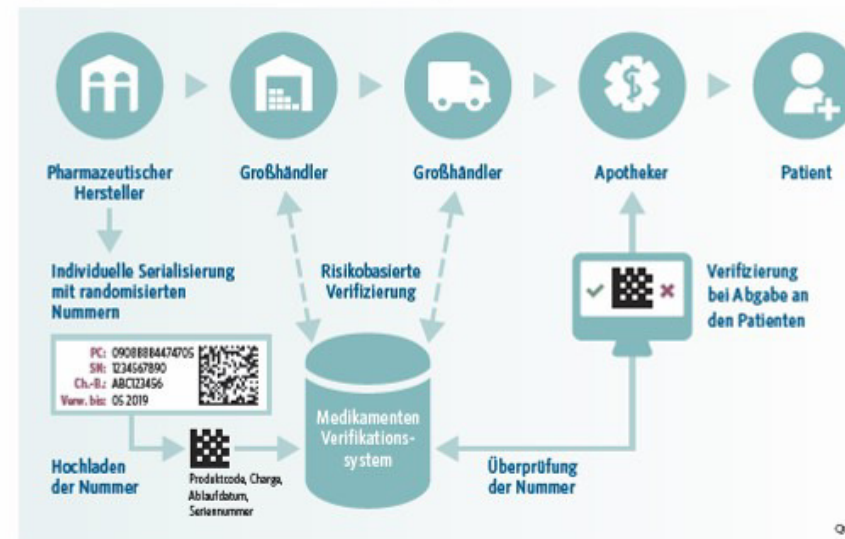 Pharmazeutischer
Hersteller
Großhändler
Großhändler
Apotheker
Patient
Individuelle Serialisierung
mit randomisierten
Nummern
Risikobasierte
Verifizierung
Verifizierung
bei Abgabe an
den Patienten
PC: 09088884474705
SN: 1234567890
Ch.-B.: ABC123456
Verw. bis: 05 2019
Medikamenten
Verifikations-
system
Hochladen
der Nummer
Produktcode, Charge,
Ablaufdatum,
Seriennummer
Überprüfung
der Nummer